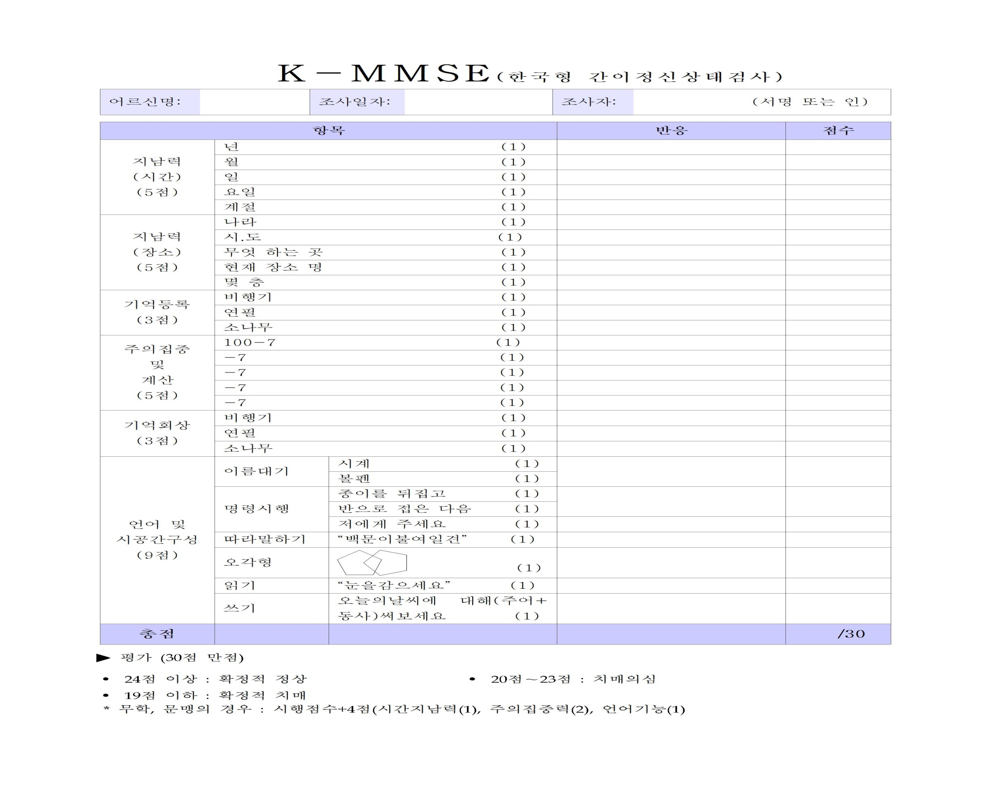 K－MMSE(한국형 간이정신상태검사)
어르신명: 조사일자: 조사자: (서명 또는 인)
항목 반응 점수
지남력
(시간)
(5점)
년 (1)
월 (1)
일 (1)
요일 (1)
계절 (1)
지남력
(장소)
(5점)
나라 (1)
시.도 (1)
무엇 하는 곳 (1)
현재 장소 명 (1)
몇 층 (1)
기억등록
(3점)
비행기 (1)
연필 (1)
소나무 (1)
주의집중
및
계산
(5점)
100－7 (1)
－7 (1)
－7 (1)
－7 (1)
－7 (1)
기억회상
(3점)
비행기 (1)
연필 (1)
소나무 (1)
언어 및
시공간구성
(9점)
이름대기
시계 (1)
볼펜 (1)
명령시행
종이를 뒤집고 (1)
반으로 접은 다음 (1)
저에게 주세요 (1)
따라말하기 “백문이불여일견” (1)
오각형 (1)
읽기 “눈을감으세요” (1)
쓰기
오늘의날씨에 대해(주어+
동사)써보세요 (1)
총점 /30
► 평가 (30점 만점)
• 24점 이상 : 확정적 정상 • 20점～23점 : 치매의심
• 19점 이하 : 확정적 치매
* 무학, 문맹의 경우 : 시행점수+4점(시간지남력(1), 주의집중력(2), 언어기능(1)